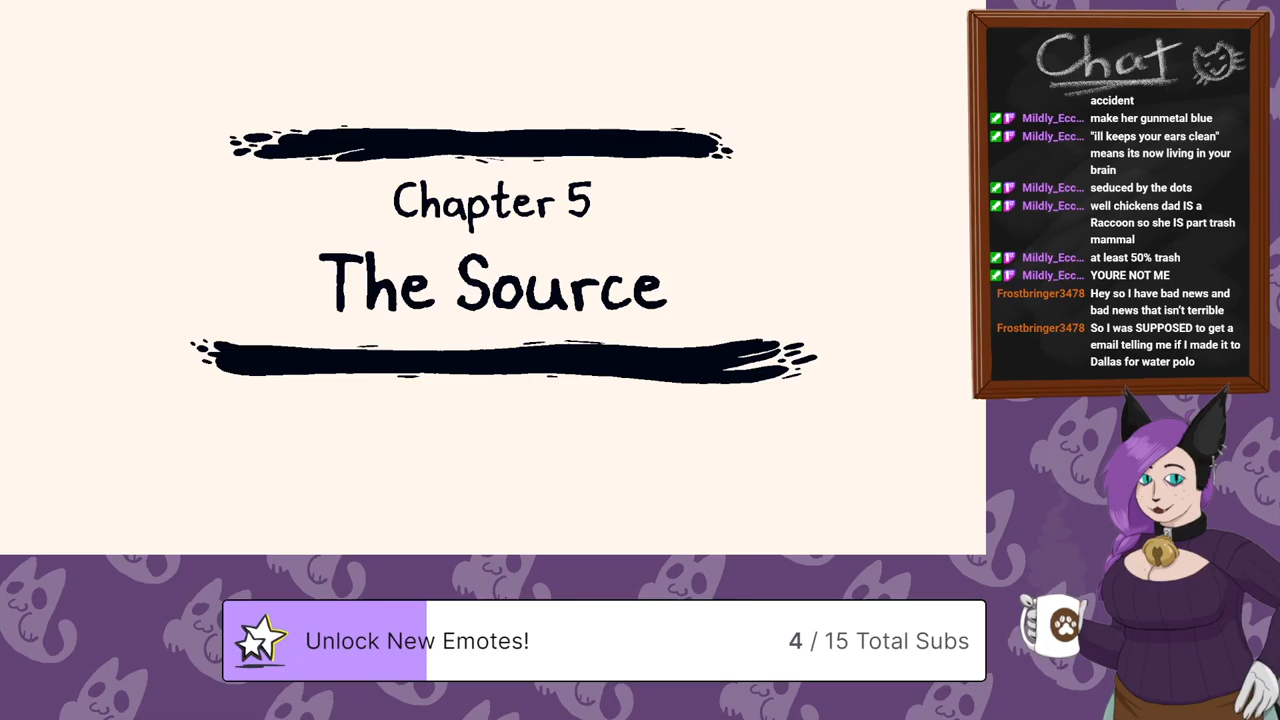 Chapter 5
The Source
Chat
accident
Mildly_Ecc... make her gunmetal blue
Mildly_Ecc... "ill keeps your ears clean"
means its now living in your
brain
Mildly_Ecc... seduced by the dots
Mildly_Ecc... well chickens dad IS a
Raccoon so she IS part trash
mammal
Mildly_Ecc... at least 50% trash
Mildly_Ecc... YOURE NOT ME
Frostbringer3478 Hey so I have bad news and
bad news that isn't terrible
Frostbringer3478 So I was SUPPOSED to get a
email telling me if I made it to
Dallas for water polo
Unlock New Emotes! 4 / 15 Total Subs